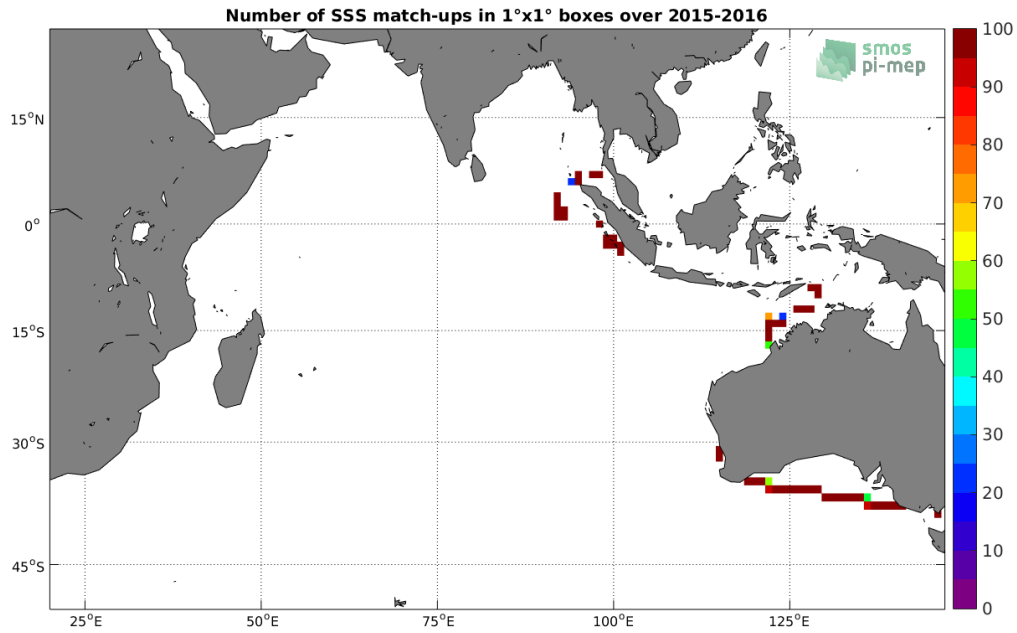 Number of SSS match-ups in 1°x1° boxes over 2015-2016
smos
pi-mep
15°N
0°
15°S
30°S
45°S
25°E
50°E
75°E
100°E
125°E
100
90
80
70
60
50
40
30
20
10
0